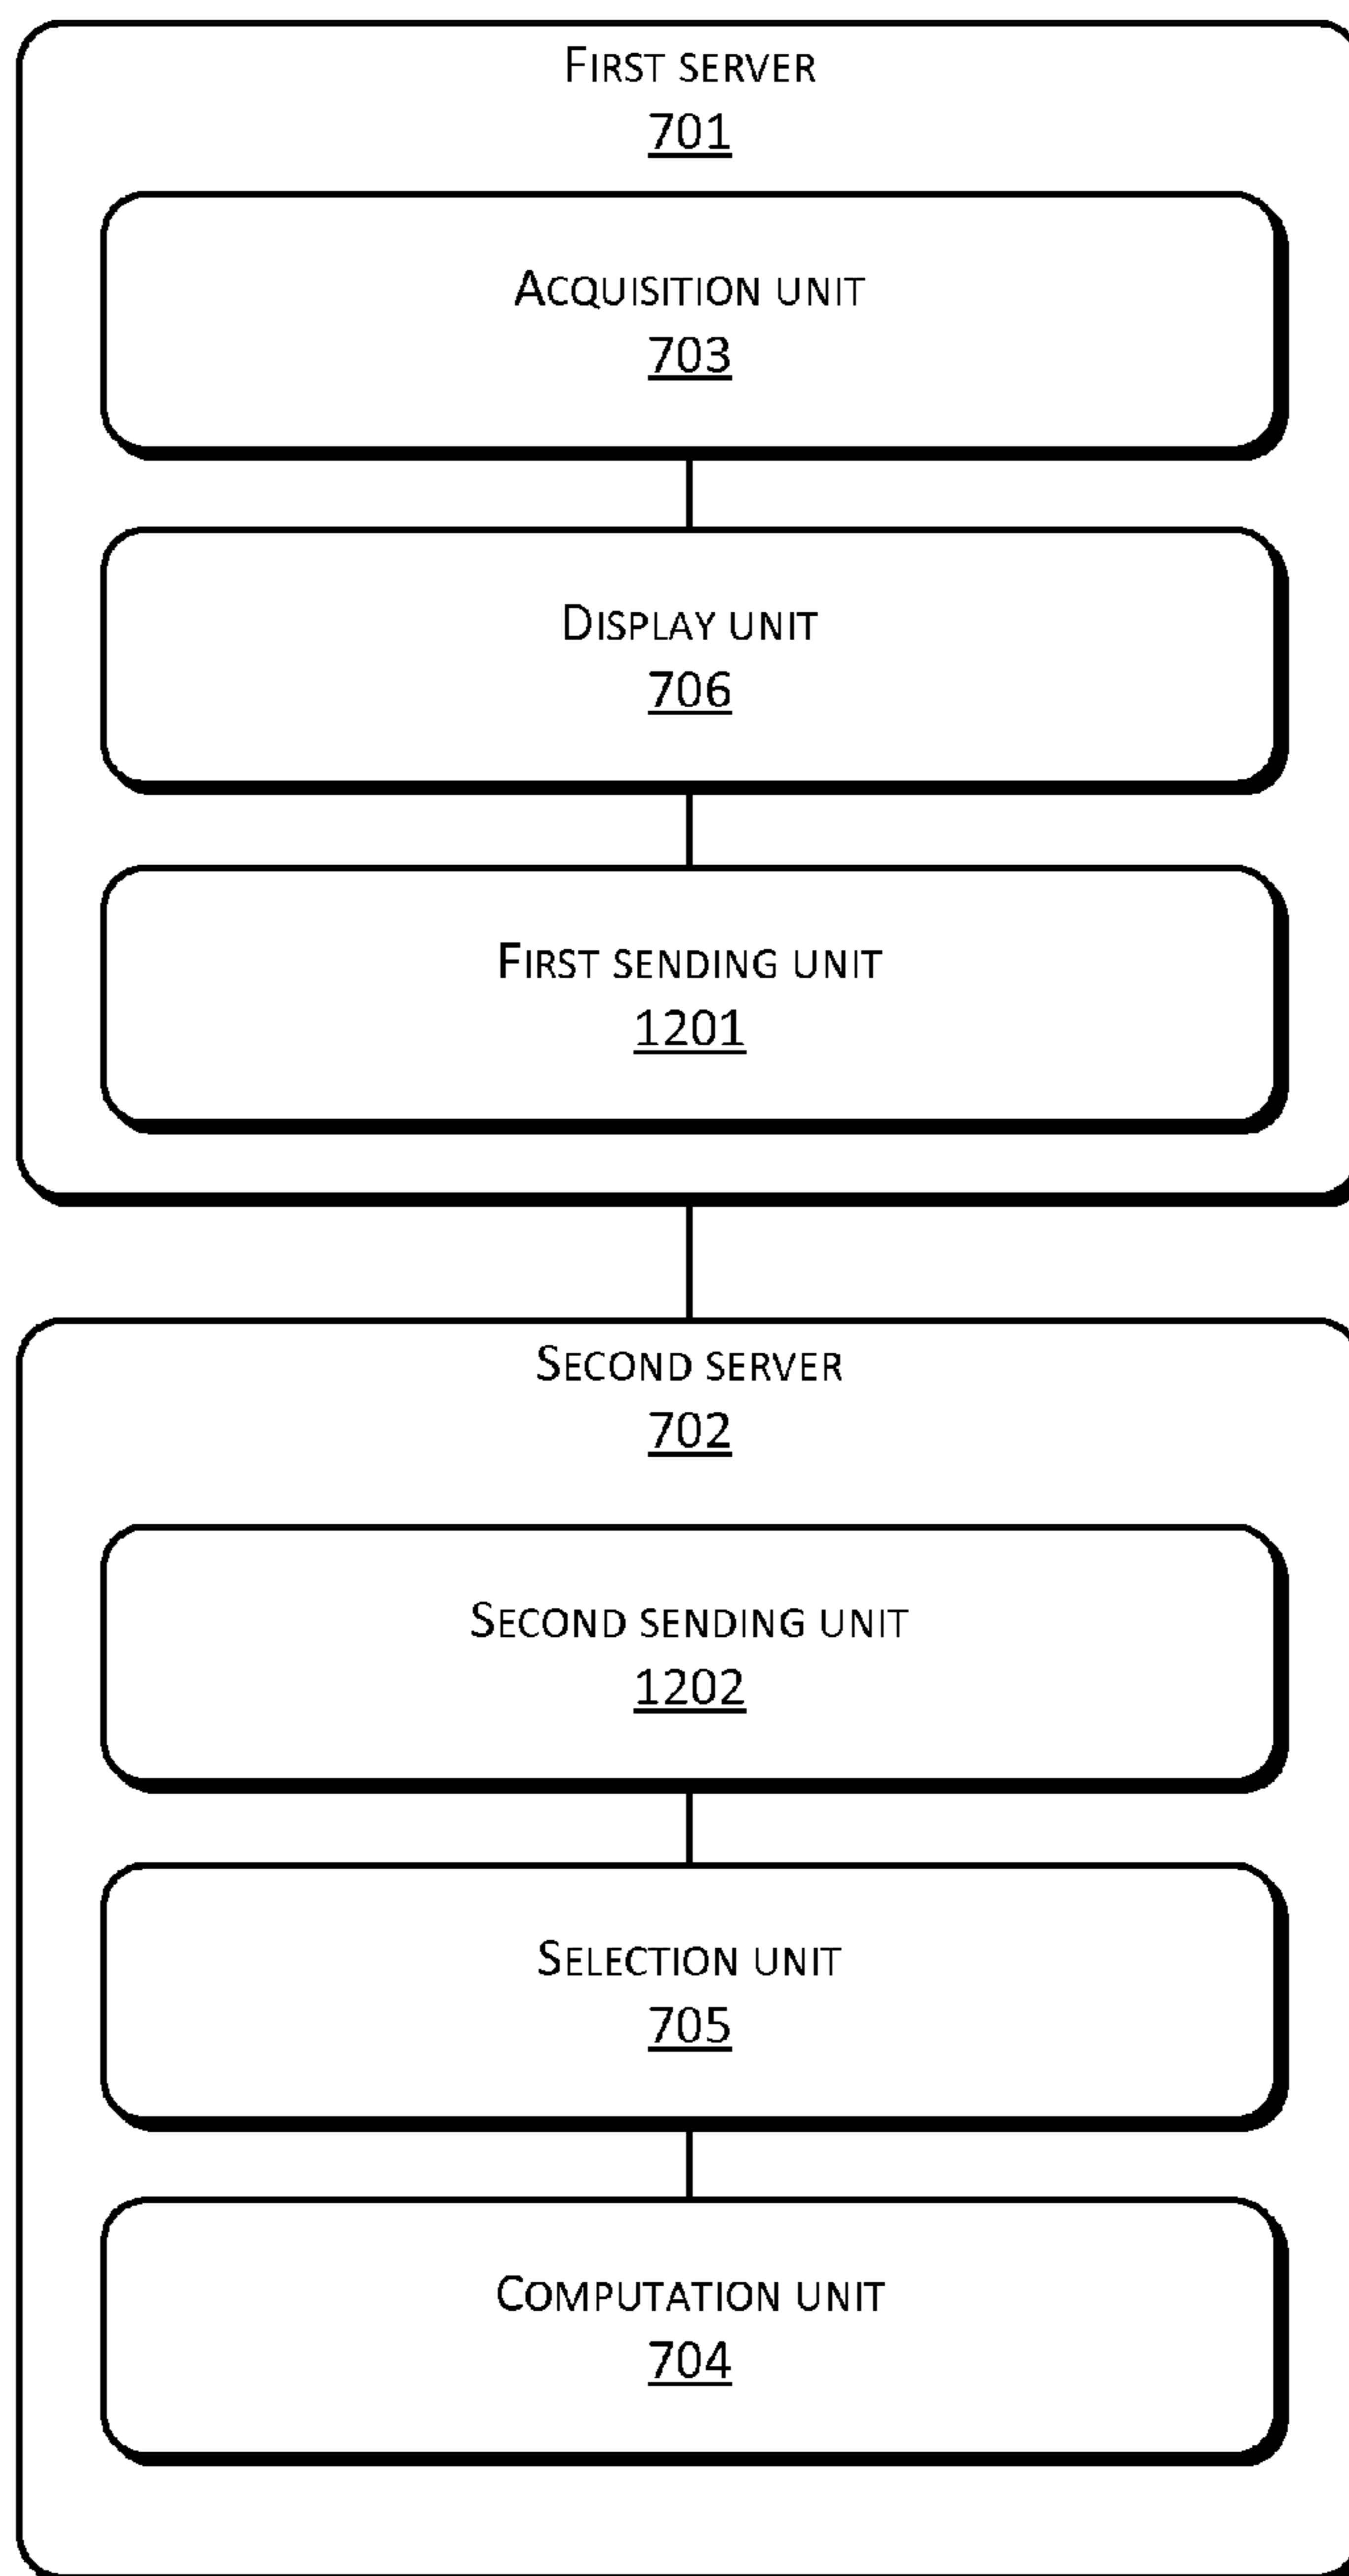 First server
701
Acquisition unit
703
Display unit
706
First sending unit
1201
Second server
702
Second sending unit
1202
Selection unit
705
Computation unit
704